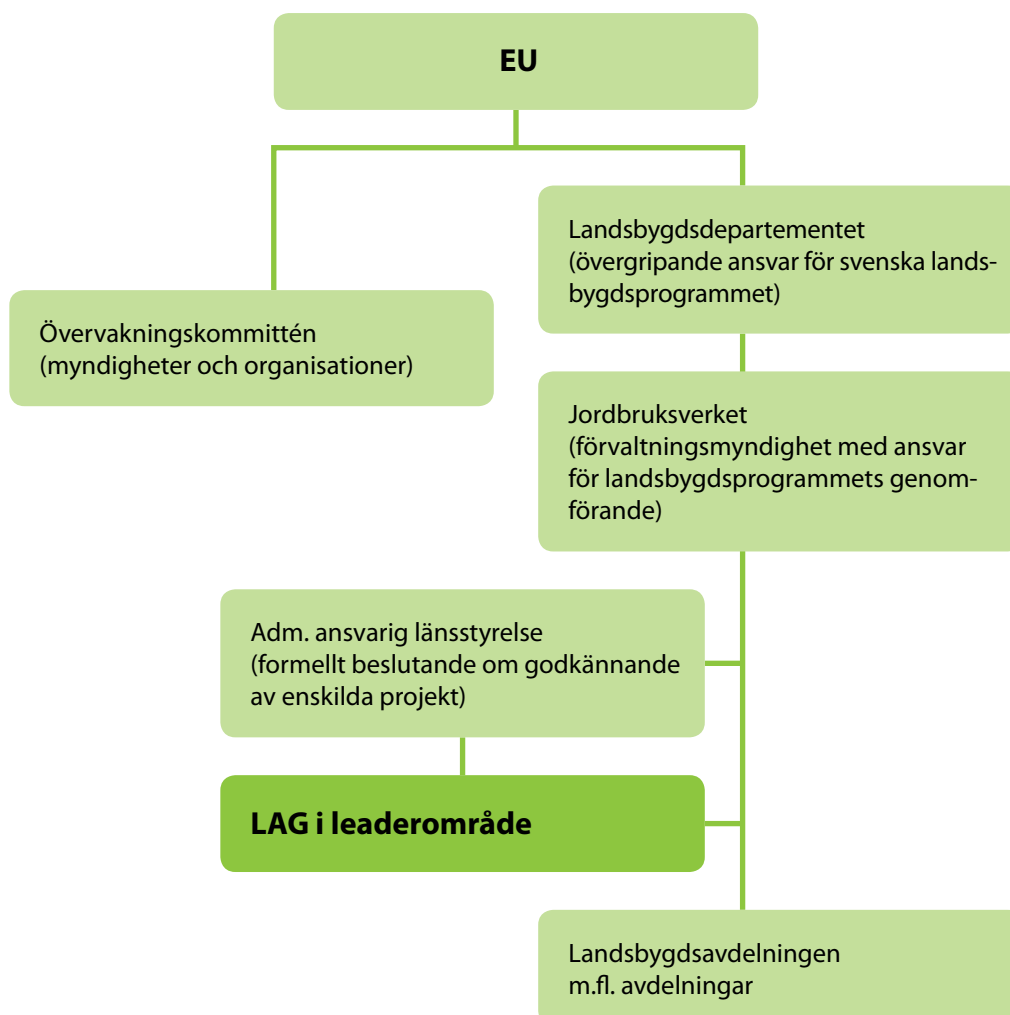 EU
Landsbygdsdepartementet
(övergripande ansvar för svenska lands-
bygdsprogrammet)
Övervakningskommittén
(myndigheter och organisationer)
Jordbruksverket
(förvaltningsmyndighet med ansvar
för landsbygdsprogrammets genom-
förande)
Adm. ansvarig länsstyrelse
(formellt beslutande om godkännande
av enskilda projekt)
LAG i leaderområde
Landsbygdsavdelningen
m.fl. avdelningar